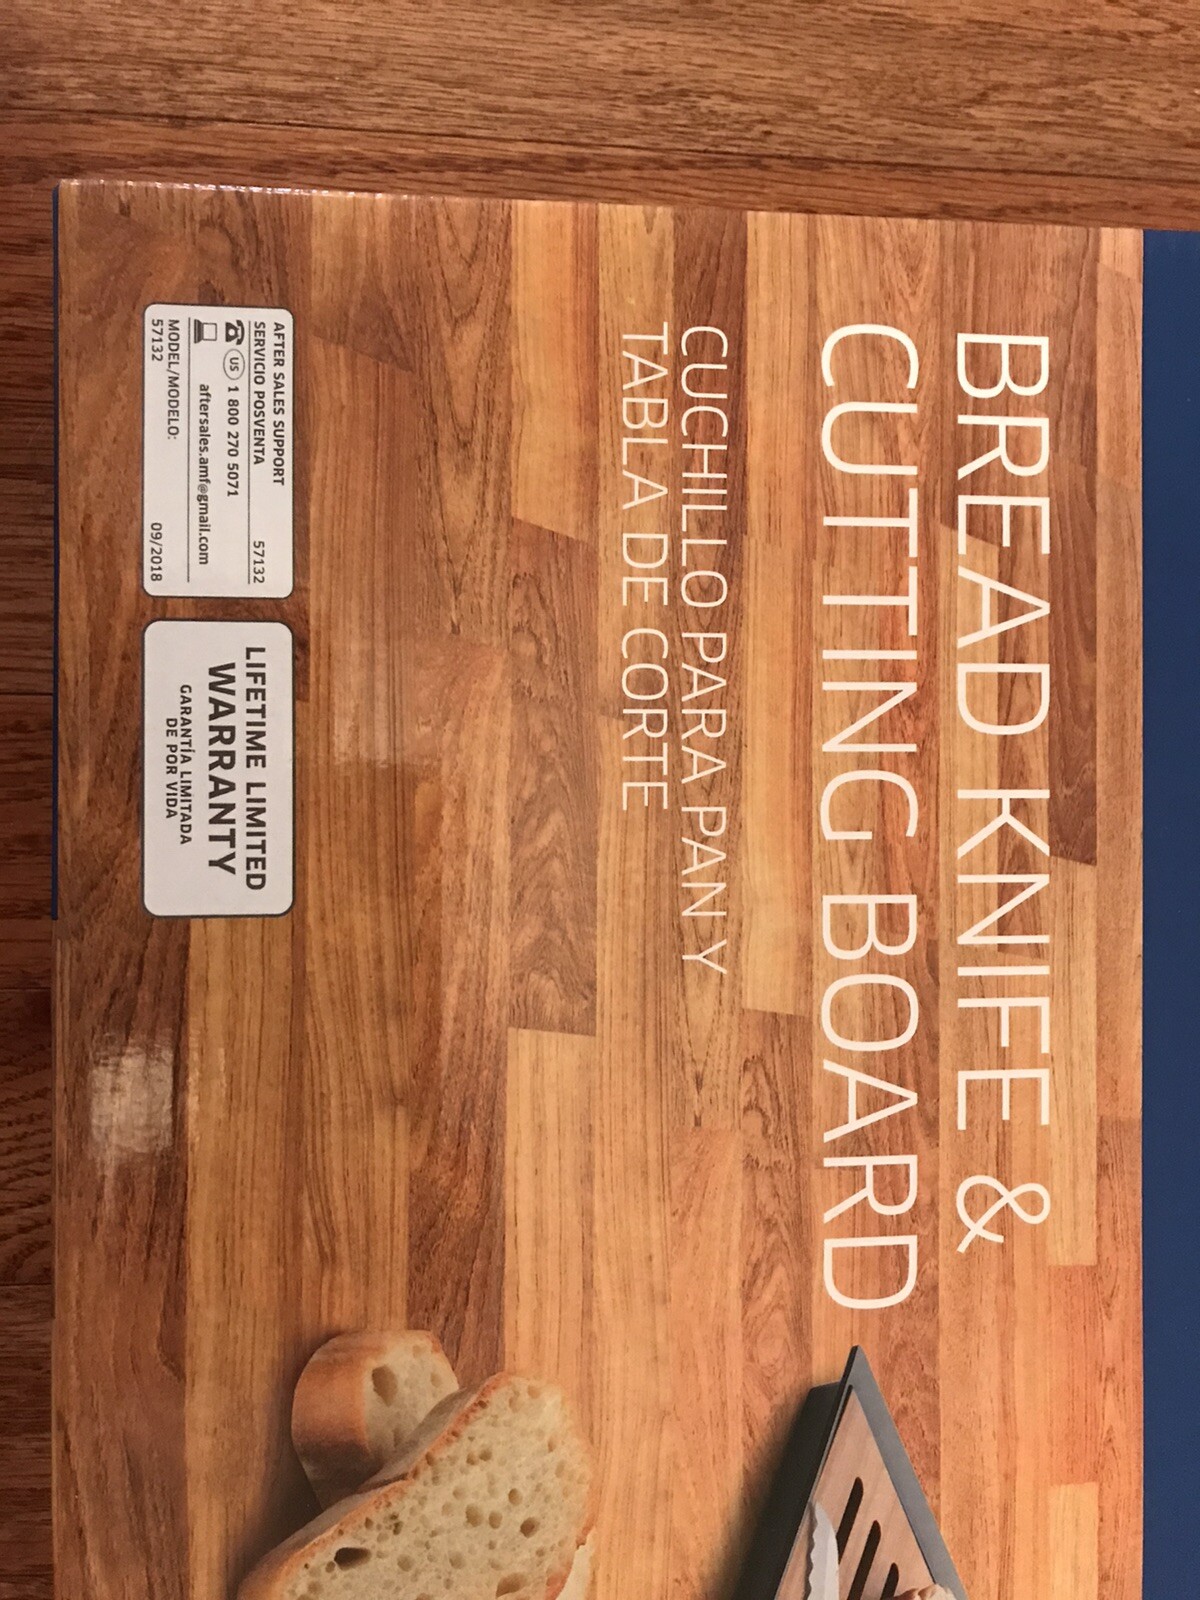 BREAD KNIFE &
CUTTING BOARD
CUCHILLO PARA PAN Y
TABLA DE CORTE
AFTER SALES SUPPORT
SERVICIO POSVENTA 57132
US 1 800 270 5071
aftersales.amf@gmail.com
MODEL/MODELO:
57132 09/2018
LIFETIME LIMITED
WARRANTY
GARANTÍA LIMITADA
DE POR VIDA